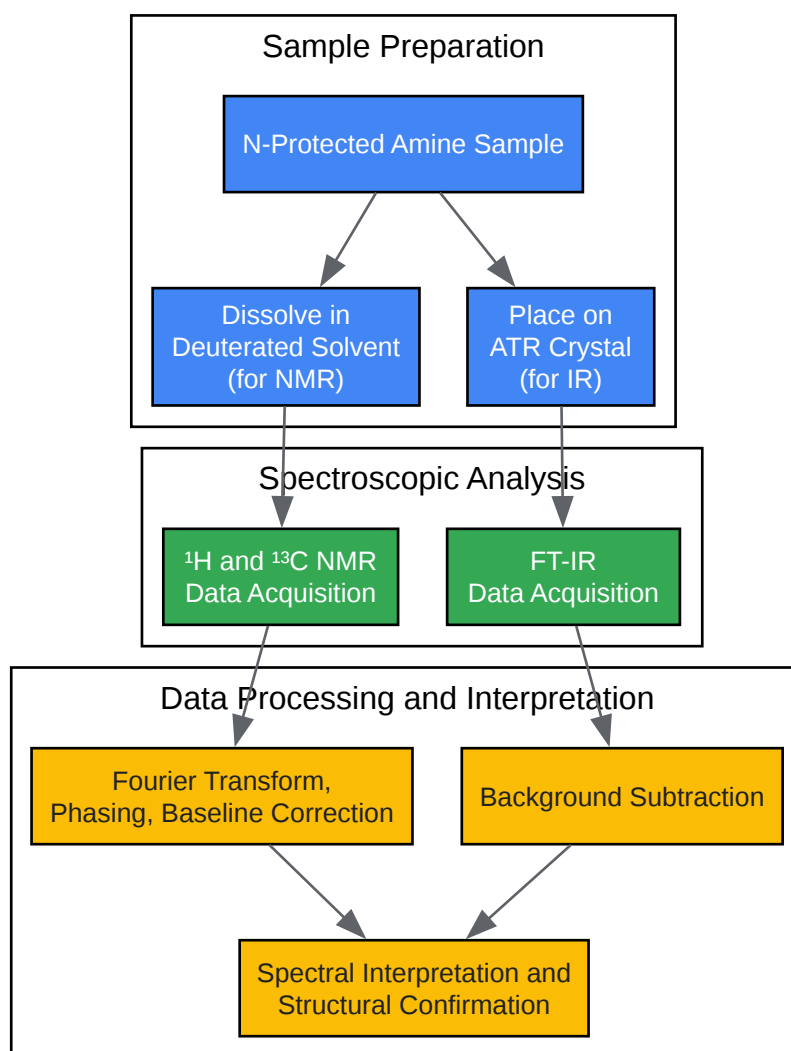 Sample Preparation
N-Protected Amine Sample
Dissolve in
Deuterated Solvent
(for NMR)
Place on
ATR Crystal
(for IR)
Spectroscopic Analysis
¹H and ¹³C NMR
Data Acquisition
FT-IR
Data Acquisition
Data Processing and Interpretation
Fourier Transform,
Phasing, Baseline Correction
Background Subtraction
Spectral Interpretation and
Structural Confirmation